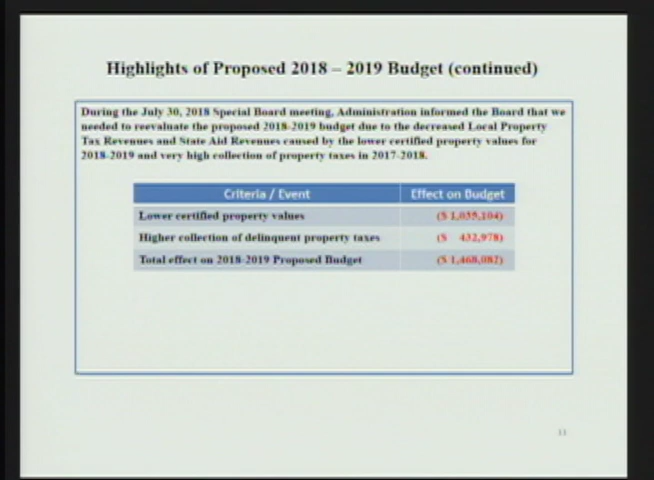 Highlights of Proposed 2018 – 2019 Budget (continued)
During the July 30, 2018 Special Board meeting, Administration informed the Board that we
needed to reevaluate the proposed 2018-2019 budget due to the decreased Local Property
Tax Revenues and State Aid Revenues caused by the lower certified property values for
2018-2019 and very high collection of property taxes in 2017-2018.
Criteria / Event Effect on Budget
Lower certified property values ($ 1,035,104)
Higher collection of delinquent property taxes ($ 432,978)
Total effect on 2018-2019 Proposed Budget ($ 1,468,082)